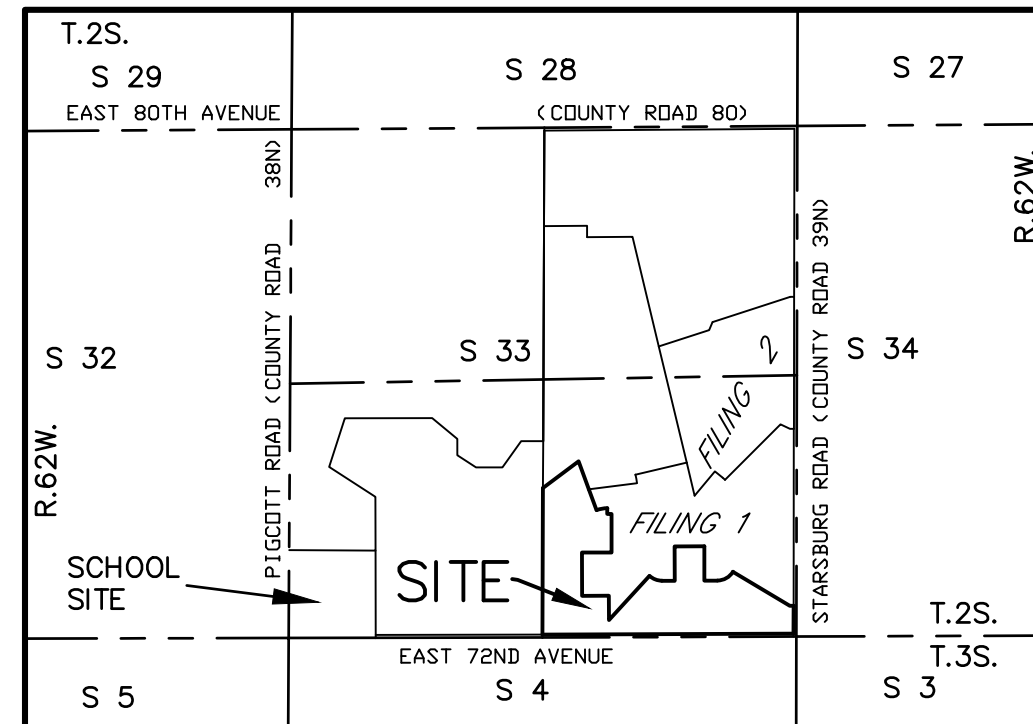 T.2S.
S 29
S 28
S 27
EAST 80TH AVENUE
(COUNTY ROAD 80)
R.62W.
PIGCOTT ROAD (COUNTY ROAD 38N)
STARSBURG ROAD (COUNTY ROAD 39N)
S 32
S 33
S 34
FILING 2
R.62W.
FILING 1
SCHOOL
SITE
SITE
T.2S.
EAST 72ND AVENUE
T.3S.
S 5
S 4
S 3